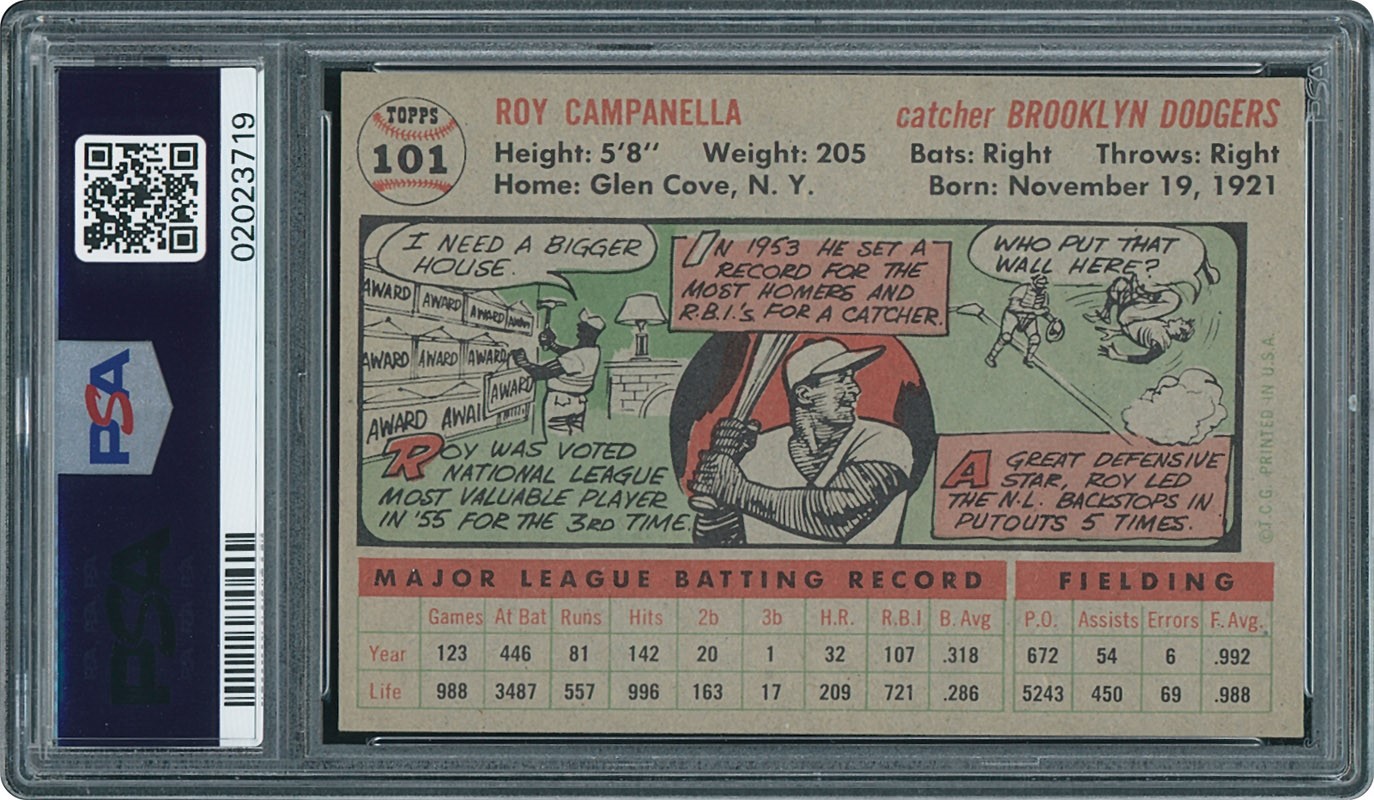 TOPPS
101
ROY CAMPANELLA
catcher BROOKLYN DODGERS
Height: 5'8" Weight: 205 Bats: Right Throws: Right
Home: Glen Cove, N. Y. Born: November 19, 1921
I NEED A BIGGER
HOUSE.
AWARD AWARD AWARD AWARD
AWARD AWARD AWARD
AWARD
AWARD AWAI
ROY WAS VOTED
NATIONAL LEAGUE
MOST VALUABLE PLAYER
IN '55 FOR THE 3RD TIME.
IN 1953 HE SET A
RECORD FOR THE
MOST HOMERS AND
R.B.I.'s FOR A CATCHER.
WHO PUT THAT
WALL HERE?
A GREAT DEFENSIVE
STAR, ROY LED
THE N.L. BACKSTOPS IN
PUTOUTS 5 TIMES.
© T.C.G. PRINTED IN U.S.A.
MAJOR LEAGUE BATTING RECORD FIELDING
Games At Bat Runs Hits 2b 3b H.R. R.B.I B. Avg P.O. Assists Errors F. Avg.
Year 123 446 81 142 20 1 32 107 .318 672 54 6 .992
Life 988 3487 557 996 163 17 209 721 .286 5243 450 69 .988
02023719
PSA
PSA
PSA